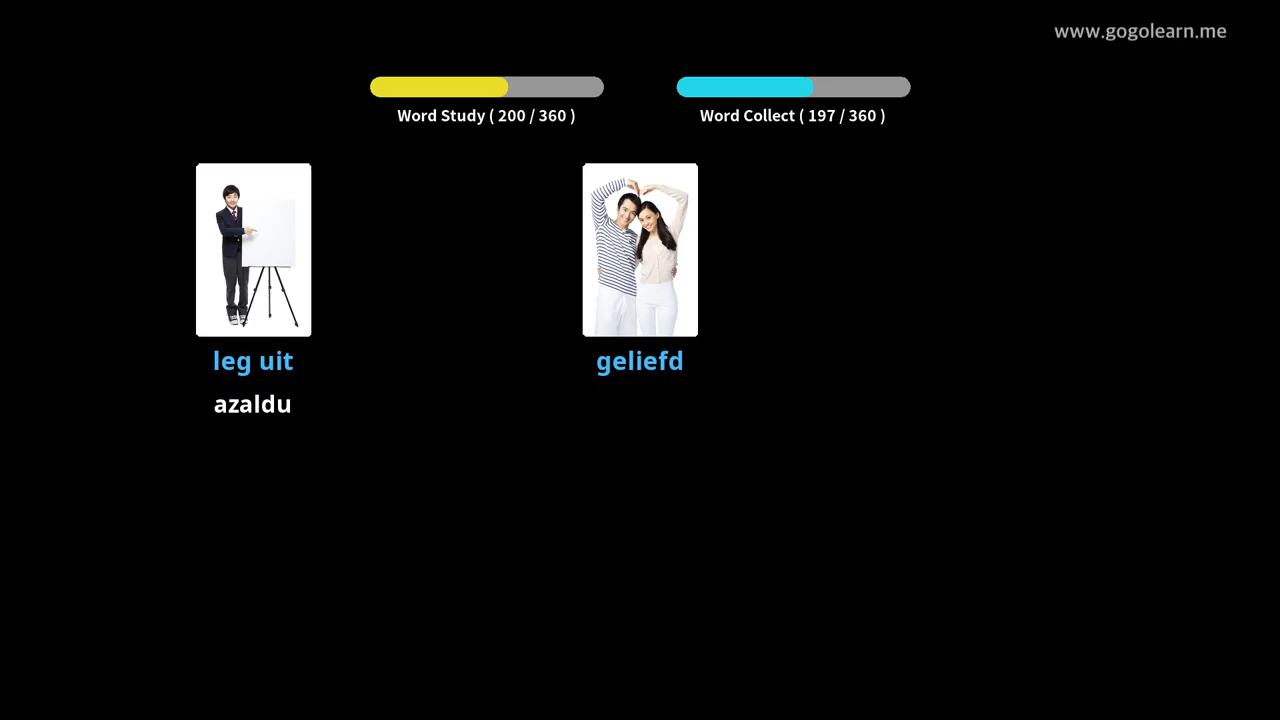 www.gogolearn.me
Word Study ( 200 / 360 )
Word Collect ( 197 / 360 )
leg uit
geliefd
azaldu